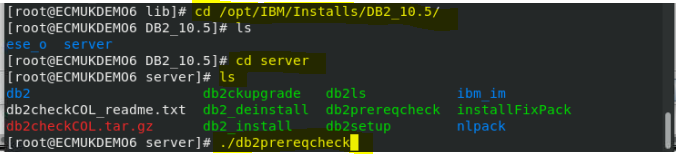 [root@ECMUKDEMO6 lib]# cd /opt/IBM/Installs/DB2_10.5/
[root@ECMUKDEMO6 DB2_10.5]# ls
ese_o  server
[root@ECMUKDEMO6 DB2_10.5]# cd server
[root@ECMUKDEMO6 server]# ls
db2                   db2ckupgrade   db2ls           ibm_im
db2checkCOL_readme.txt  db2_deinstall  db2prereqcheck  installFixPack
db2checkCOL.tar.gz      db2_install    db2setup        nlpack
[root@ECMUKDEMO6 server]# ./db2prereqcheck